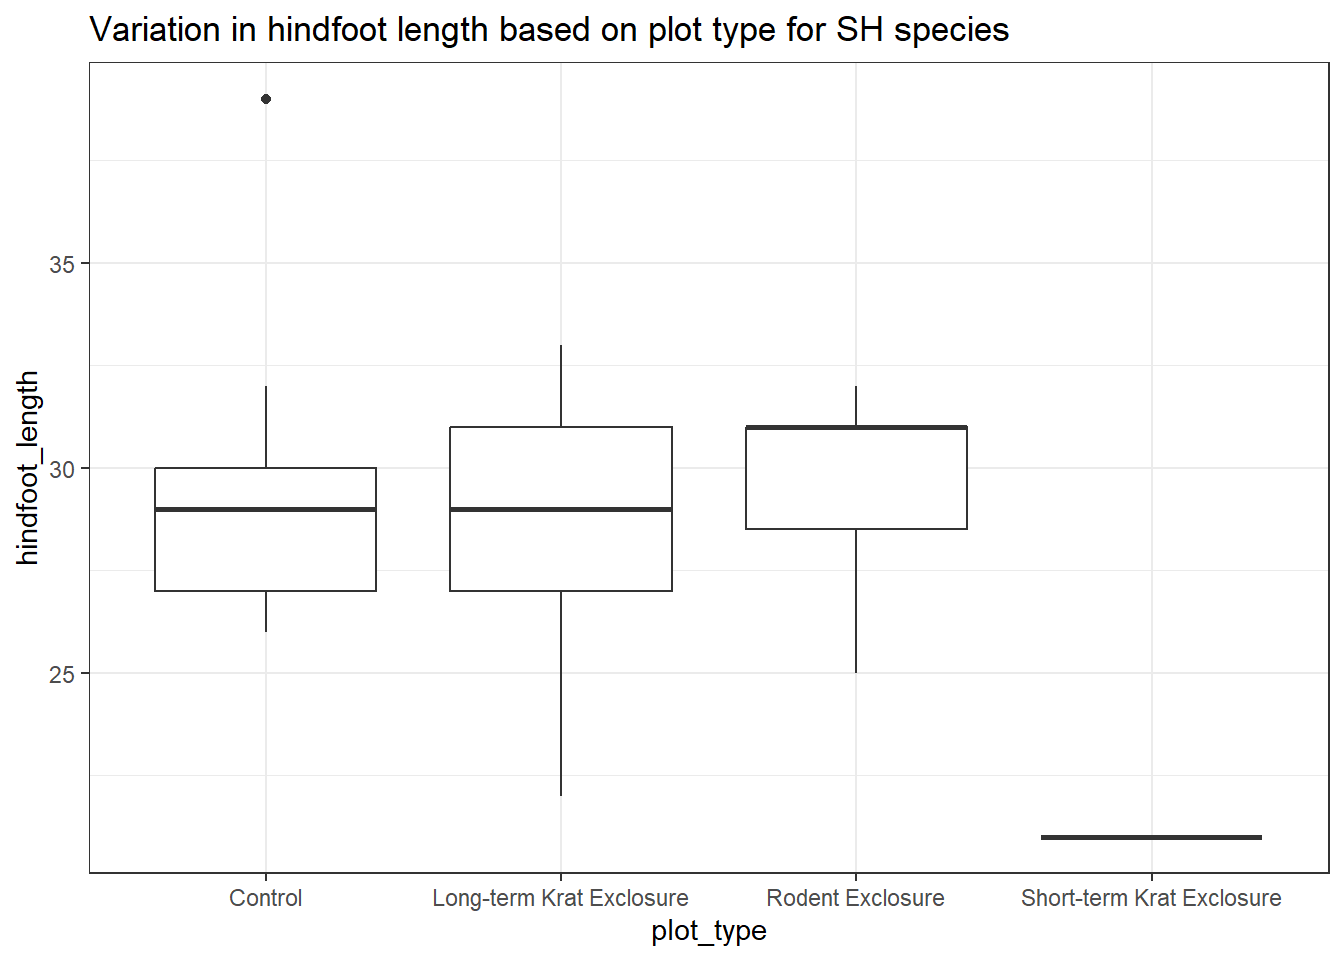 Variation in hindfoot length based on plot type for SH species
hindfoot_length
35
30
25
Control
Long-term Krat Exclosure
Rodent Exclosure
Short-term Krat Exclosure
plot_type